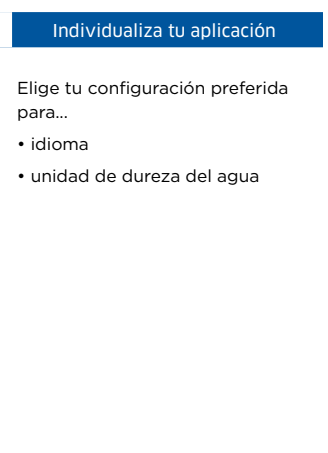 Individualiza tu aplicación
Elige tu configuración preferida
para...
• idioma
• unidad de dureza del agua